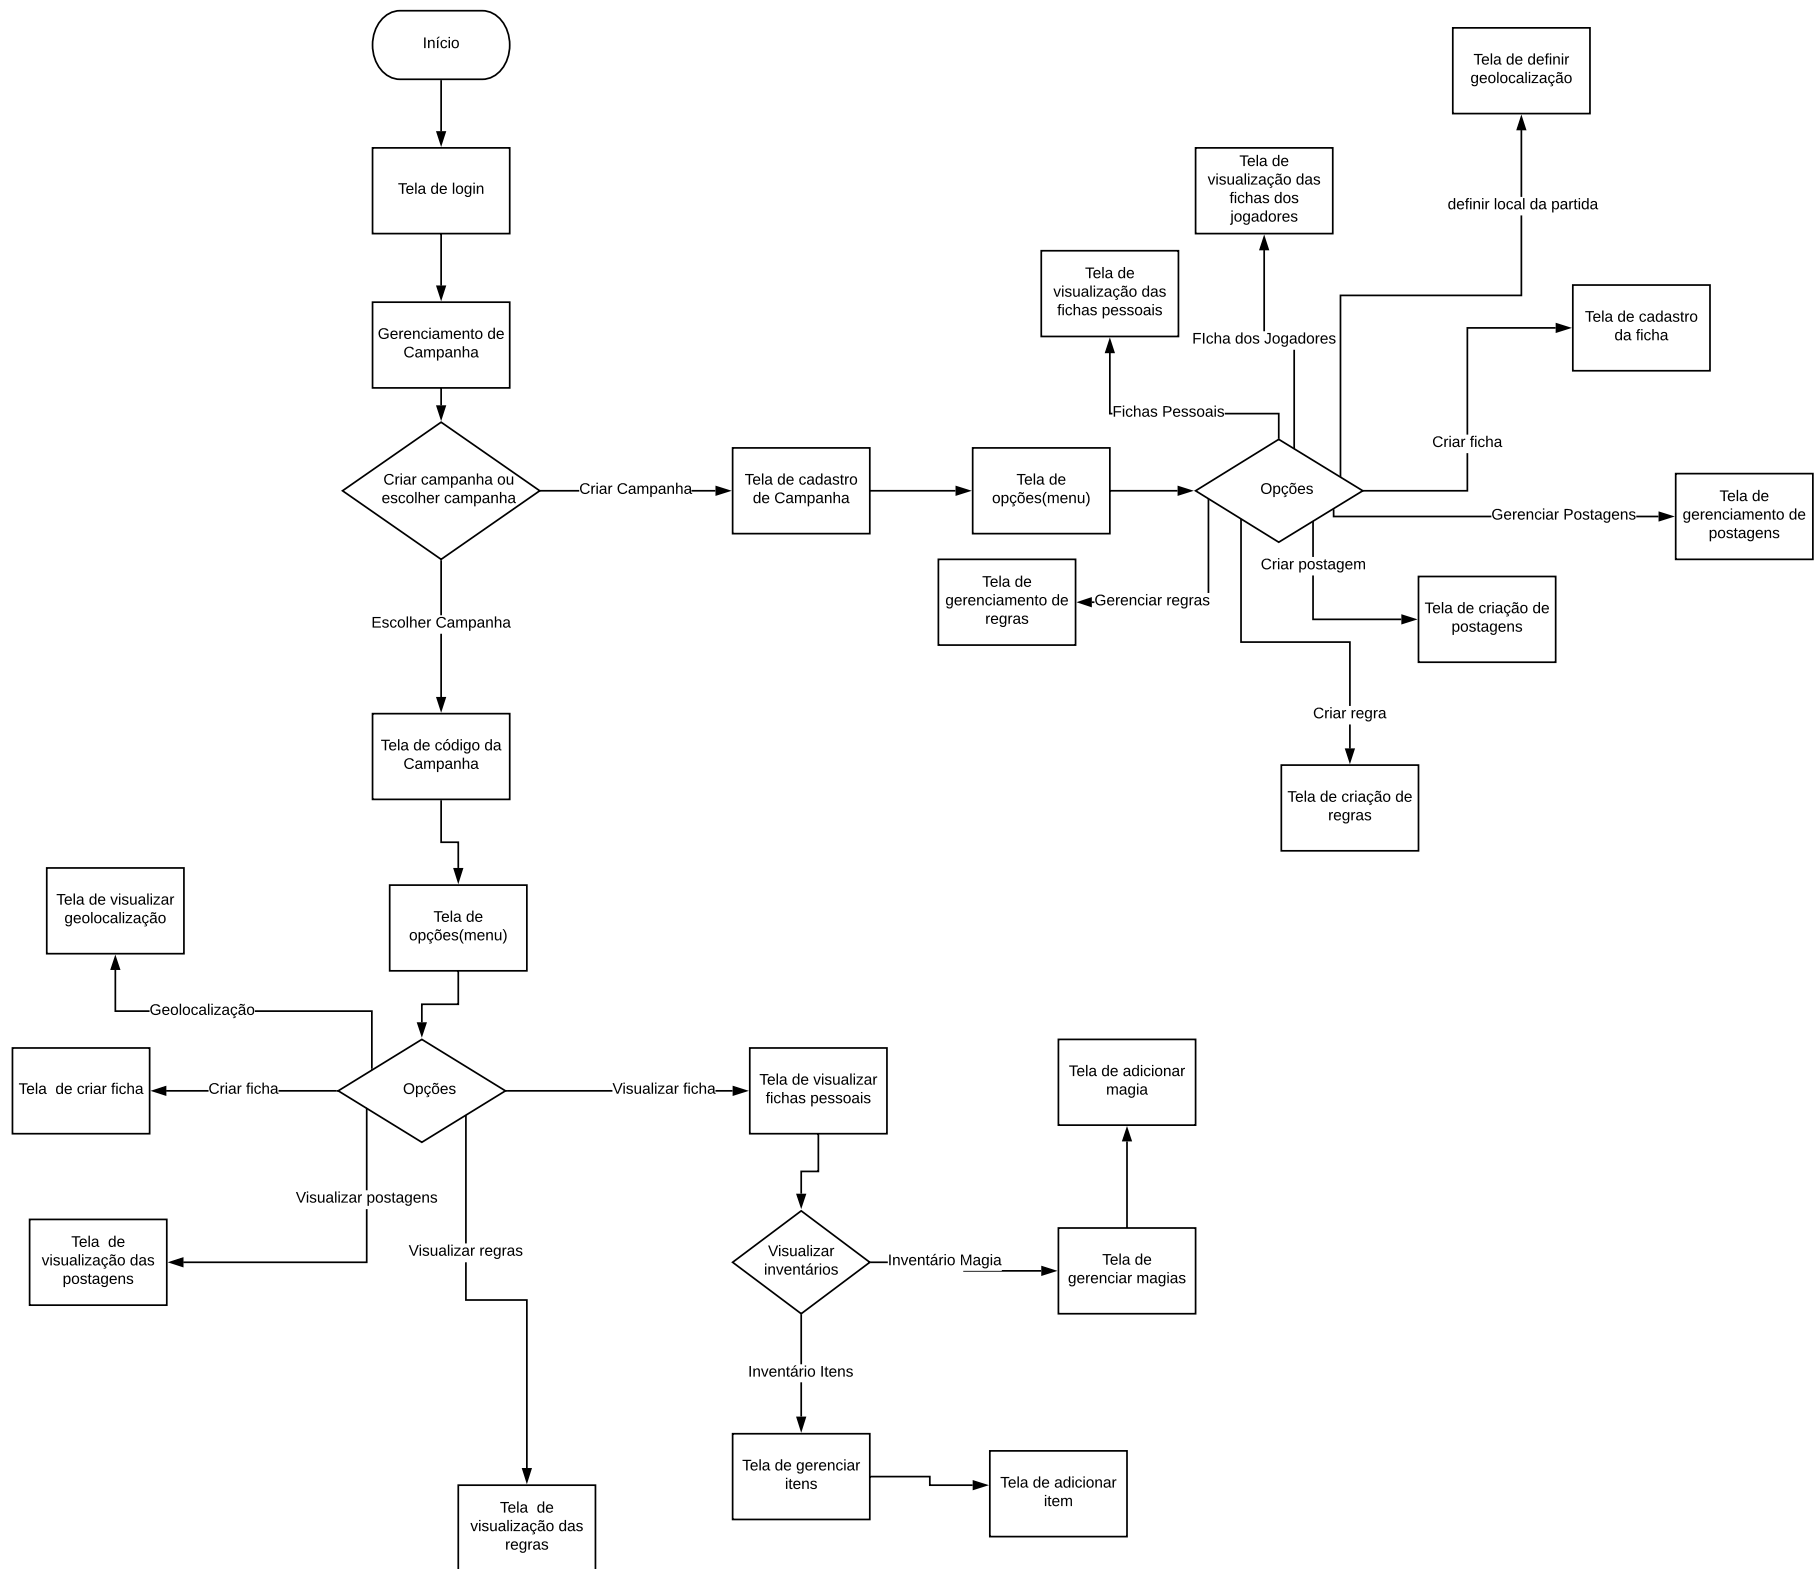 Início
Tela de login
Gerenciamento de
Campanha
Criar campanha ou
escolher campanha
Criar Campanha
Tela de cadastro
de Campanha
Tela de
opções(menu)
Opções
Tela de definir
geolocalização
definir local da partida
Tela de
visualização das
fichas dos
jogadores
FIcha dos Jogadores
Tela de
visualização das
fichas pessoais
Fichas Pessoais
Tela de cadastro
da ficha
Criar ficha
Gerenciar Postagens
Tela de
gerenciamento de
postagens
Criar postagem
Tela de criação de
postagens
Gerenciar regras
Tela de
gerenciamento de
regras
Criar regra
Tela de criação de
regras
Escolher Campanha
Tela de código da
Campanha
Tela de
opções(menu)
Opções
Tela de visualizar
geolocalização
Geolocalização
Criar ficha
Tela  de criar ficha
Visualizar postagens
Tela  de
visualização das
postagens
Visualizar regras
Tela  de
visualização das
regras
Visualizar ficha
Tela de visualizar
fichas pessoais
Visualizar
inventários
Inventário Magia
Tela de
gerenciar magias
Tela de adicionar
magia
Inventário Itens
Tela de gerenciar
itens
Tela de adicionar
item